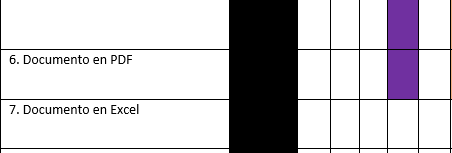 6. Documento en PDF
7. Documento en Excel